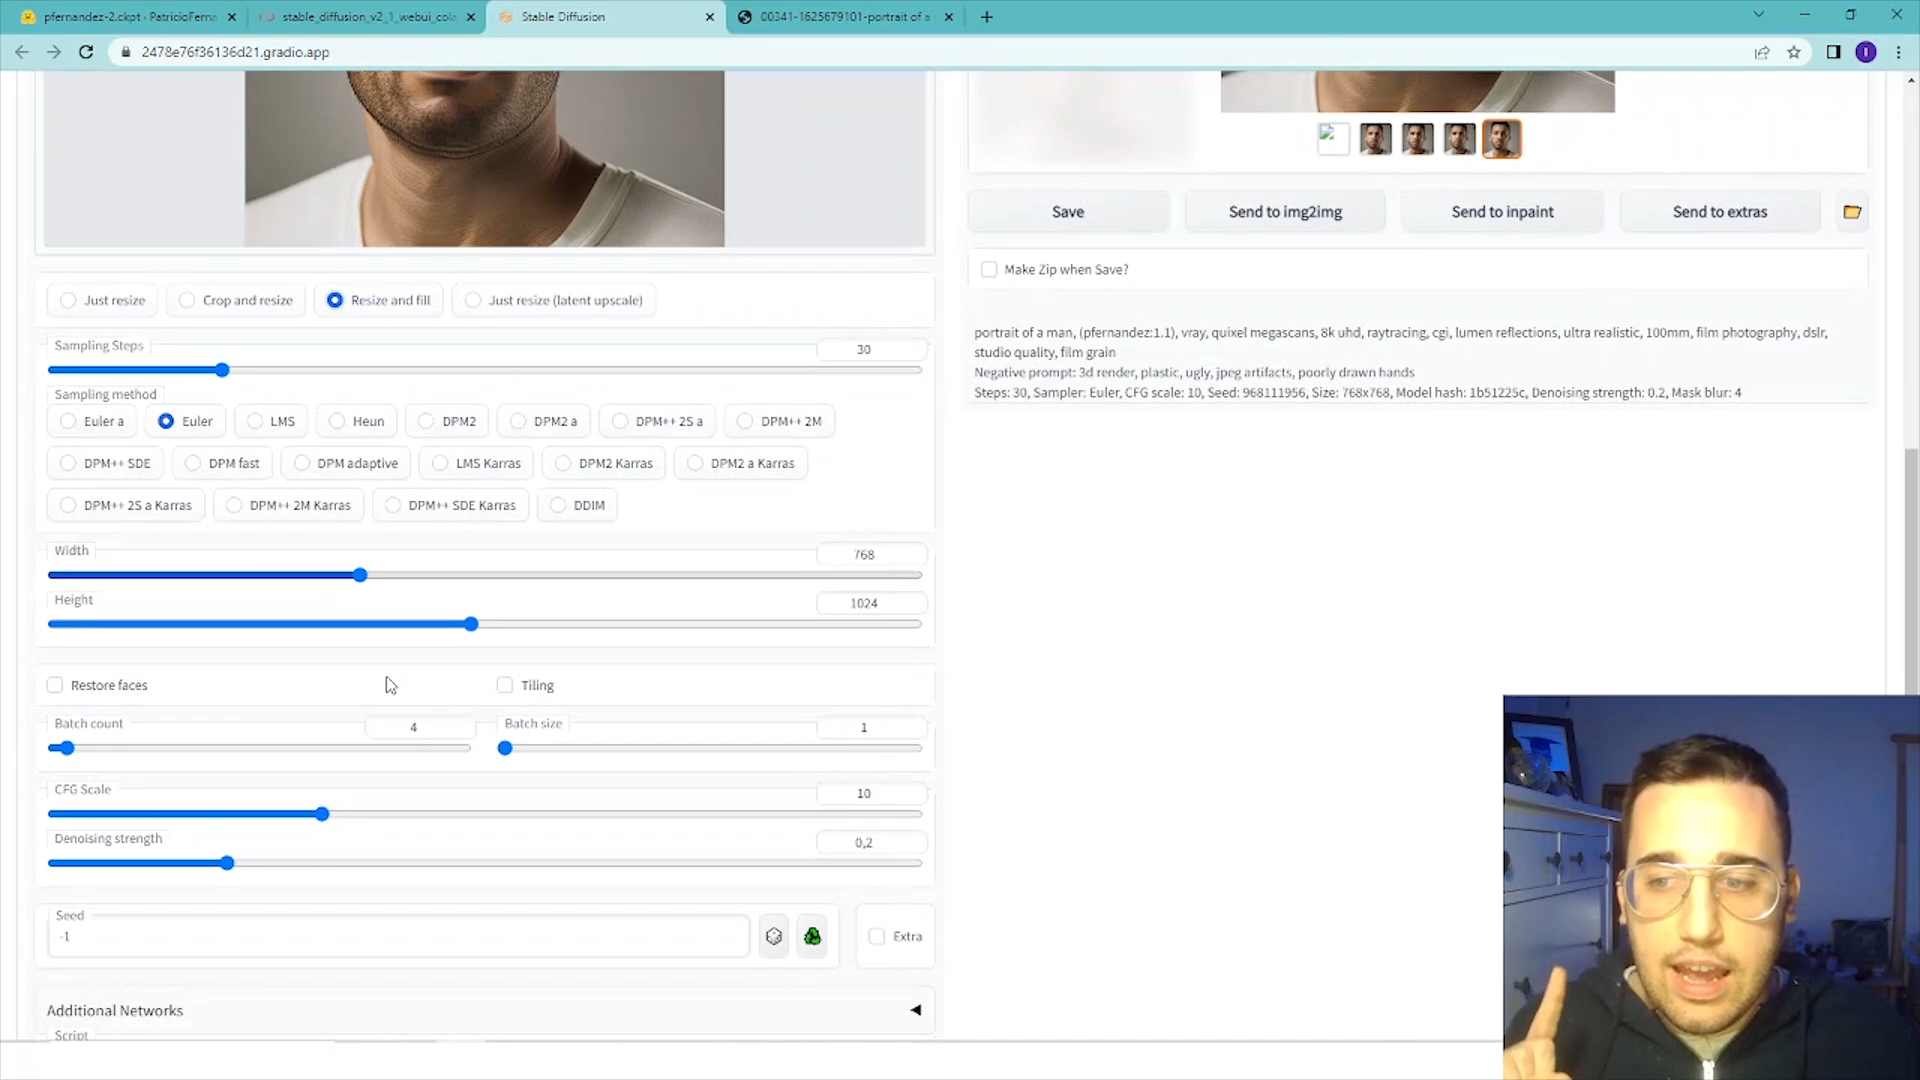 pfernandez-2.ckpt · PatricioFerna
stable_diffusion_v2_1_webui_cola
Stable Diffusion
00341-1625679101-portrait of a
2478e76f36136d21.gradio.app
I
Save
Send to img2img
Send to inpaint
Send to extras
Make Zip when Save?
portrait of a man, (pfernandez:1.1), vray, quixel megascans, 8k uhd, raytracing, cgi, lumen reflections, ultra realistic, 100mm, film photography, dslr,
studio quality, film grain
Negative prompt: 3d render, plastic, ugly, jpeg artifacts, poorly drawn hands
Steps: 30, Sampler: Euler, CFG scale: 10, Seed: 968111956, Size: 768x768, Model hash: 1b51225c, Denoising strength: 0.2, Mask blur: 4
Just resize
Crop and resize
Resize and fill
Just resize (latent upscale)
Sampling Steps
30
Sampling method
Euler a
Euler
LMS
Heun
DPM2
DPM2 a
DPM++ 2S a
DPM++ 2M
DPM++ SDE
DPM fast
DPM adaptive
LMS Karras
DPM2 Karras
DPM2 a Karras
DPM++ 2S a Karras
DPM++ 2M Karras
DPM++ SDE Karras
DDIM
Width
768
Height
1024
Restore faces
Tiling
Batch count
4
Batch size
1
CFG Scale
10
Denoising strength
0,2
Seed
-1
Extra
Additional Networks
Script